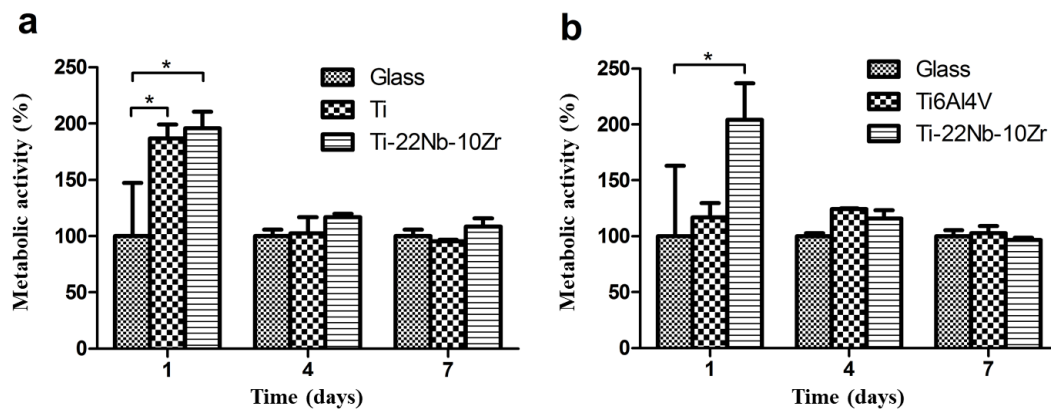 a
Metabolic activity (%)
250
200
150
100
50
0
*
*
Glass
Ti
Ti-22Nb-10Zr
1
4
7
Time (days)
b
Metabolic activity (%)
250
200
150
100
50
0
*
Glass
Ti6Al4V
Ti-22Nb-10Zr
1
4
7
Time (days)